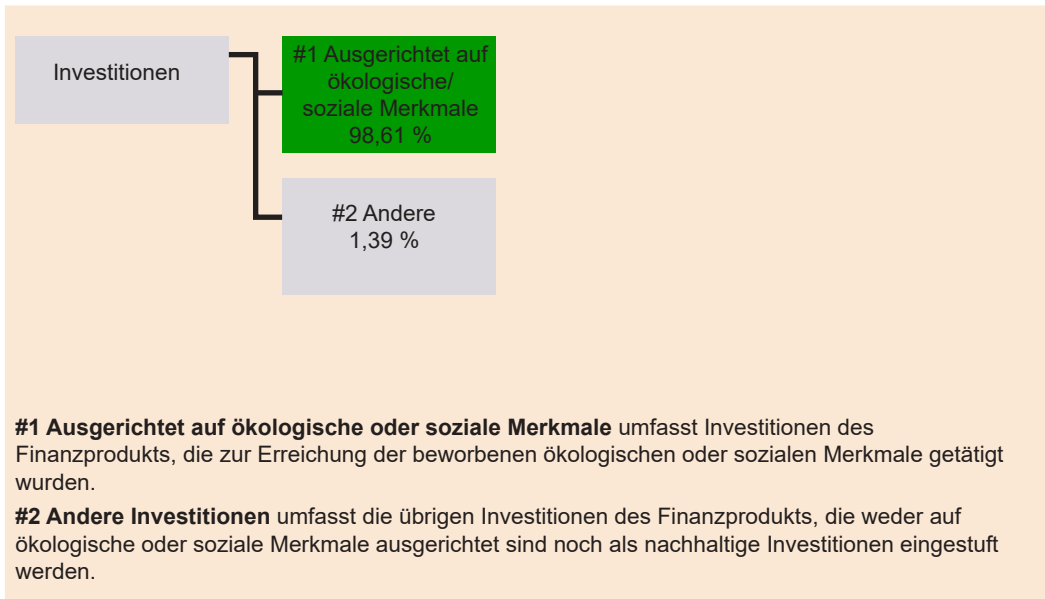 Investitionen
#1 Ausgerichtet auf
ökologische/
soziale Merkmale
98,61 %
#2 Andere
1,39 %
#1 Ausgerichtet auf ökologische oder soziale Merkmale umfasst Investitionen des
Finanzprodukts, die zur Erreichung der beworbenen ökologischen oder sozialen Merkmale getätigt
wurden.
#2 Andere Investitionen umfasst die übrigen Investitionen des Finanzprodukts, die weder auf
ökologische oder soziale Merkmale ausgerichtet sind noch als nachhaltige Investitionen eingestuft
werden.